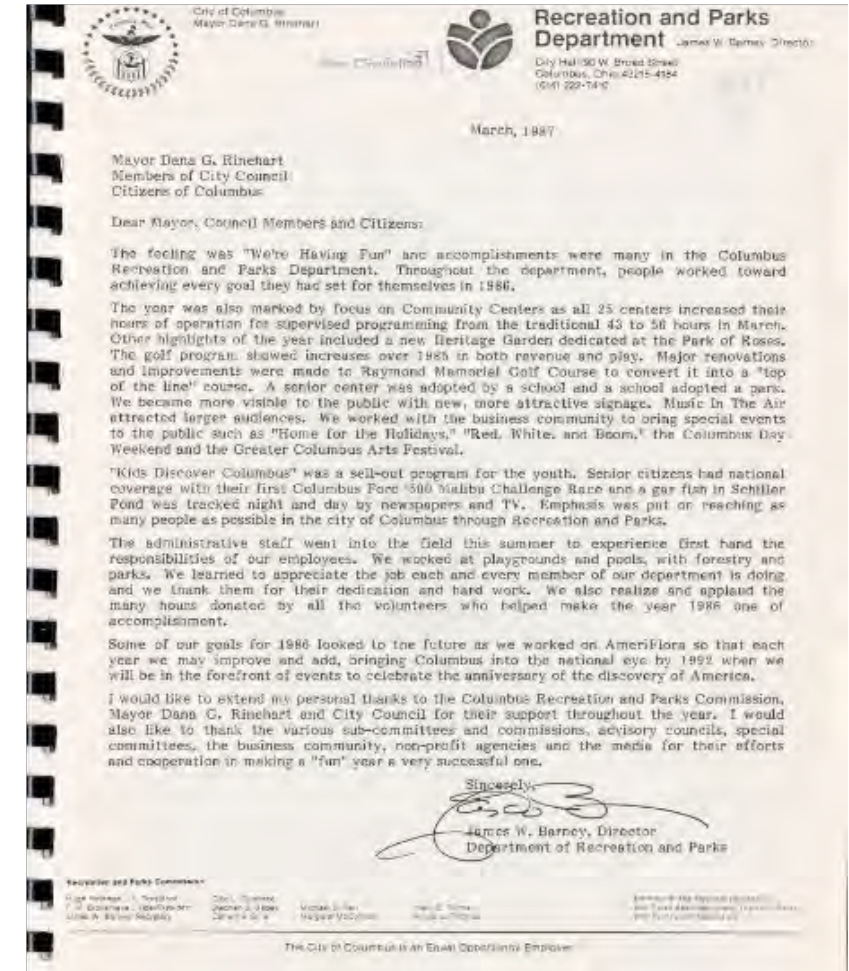 City of Columbus
Mayor Dana G. Rinehart
Recreation and Parks
Department James W. Barney, Director
City Hall/90 W. Broad Street
Columbus, Ohio 43215-4184
(614) 222-7410
March, 1987
Mayor Dana G. Rinehart
Members of City Council
Citizens of Columbus
Dear Mayor, Council Members and Citizens:
The feeling was "We're Having Fun" and accomplishments were many in the Columbus
Recreation and Parks Department. Throughout the department, people worked toward
achieving every goal they had set for themselves in 1986.
The year was also marked by focus on Community Centers as all 25 centers increased their
hours of operation for supervised programming from the traditional 43 to 56 hours in March.
Other highlights of the year included a new Heritage Garden dedicated at the Park of Roses.
The golf program showed increases over 1985 in both revenue and play. Major renovations
and improvements were made to Raymond Memorial Golf Course to convert it into a "top
of the line" course. A senior center was adopted by a school and a school adopted a park.
We became more visible to the public with new, more attractive signage. Music In The Air
attracted larger audiences. We worked with the business community to bring special events
to the public such as "Home for the Holidays," "Red, White, and Boom," the Columbus Day
Weekend and the Greater Columbus Arts Festival.
"Kids Discover Columbus" was a sell-out program for the youth. Senior citizens had national
coverage with their first Columbus Ford '500 Malibu Challenge Race and a gar fish in Schiller
Pond was tracked night and day by newspapers and TV. Emphasis was put on reaching as
many people as possible in the city of Columbus through Recreation and Parks.
The administrative staff went into the field this summer to experience first hand the
responsibilities of our employees. We worked at playgrounds and pools, with forestry and
parks. We learned to appreciate the job each and every member of our department is doing
and we thank them for their dedication and hard work. We also realize and applaud the
many hours donated by all the volunteers who helped make the year 1986 one of
accomplishment.
Some of our goals for 1986 looked to the future as we worked on AmeriFlora so that each
year we may improve and add, bringing Columbus into the national eye by 1992 when we
will be in the forefront of events to celebrate the anniversary of the discovery of America.
I would like to extend my personal thanks to the Columbus Recreation and Parks Commission,
Mayor Dana G. Rinehart and City Council for their support throughout the year. I would
also like to thank the various sub-committees and commissions, advisory councils, special
committees, the business community, non-profit agencies and the media for their efforts
and cooperation in making a "fun" year a very successful one.
Sincerely,
James W. Barney, Director
Department of Recreation and Parks
Recreation and Parks Commission
The City of Columbus is an Equal Opportunity Employer